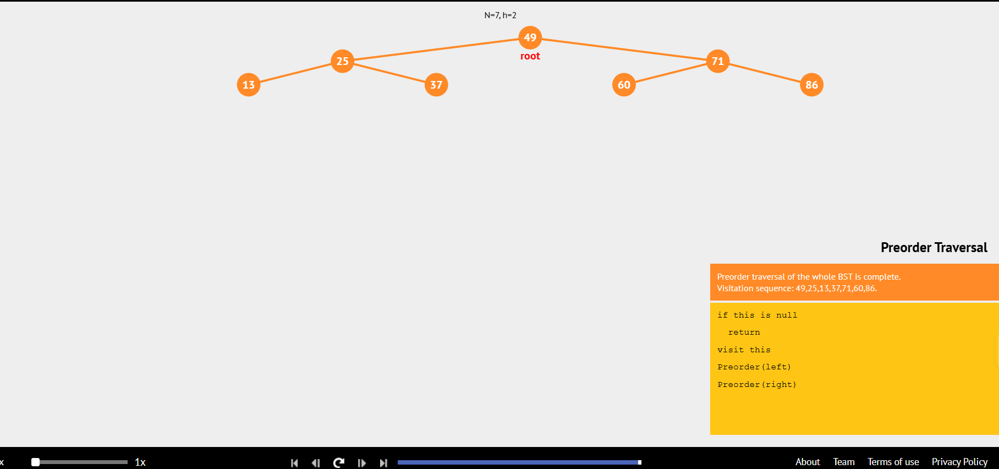 N=7, h=2
49
root
25
71
13
37
60
86
Preorder Traversal
Preorder traversal of the whole BST is complete.
Visitation sequence: 49,25,13,37,71,60,86.
if this is null
return
visit this
Preorder(left)
Preorder(right)
x
1x
About
Team
Terms of use
Privacy Policy